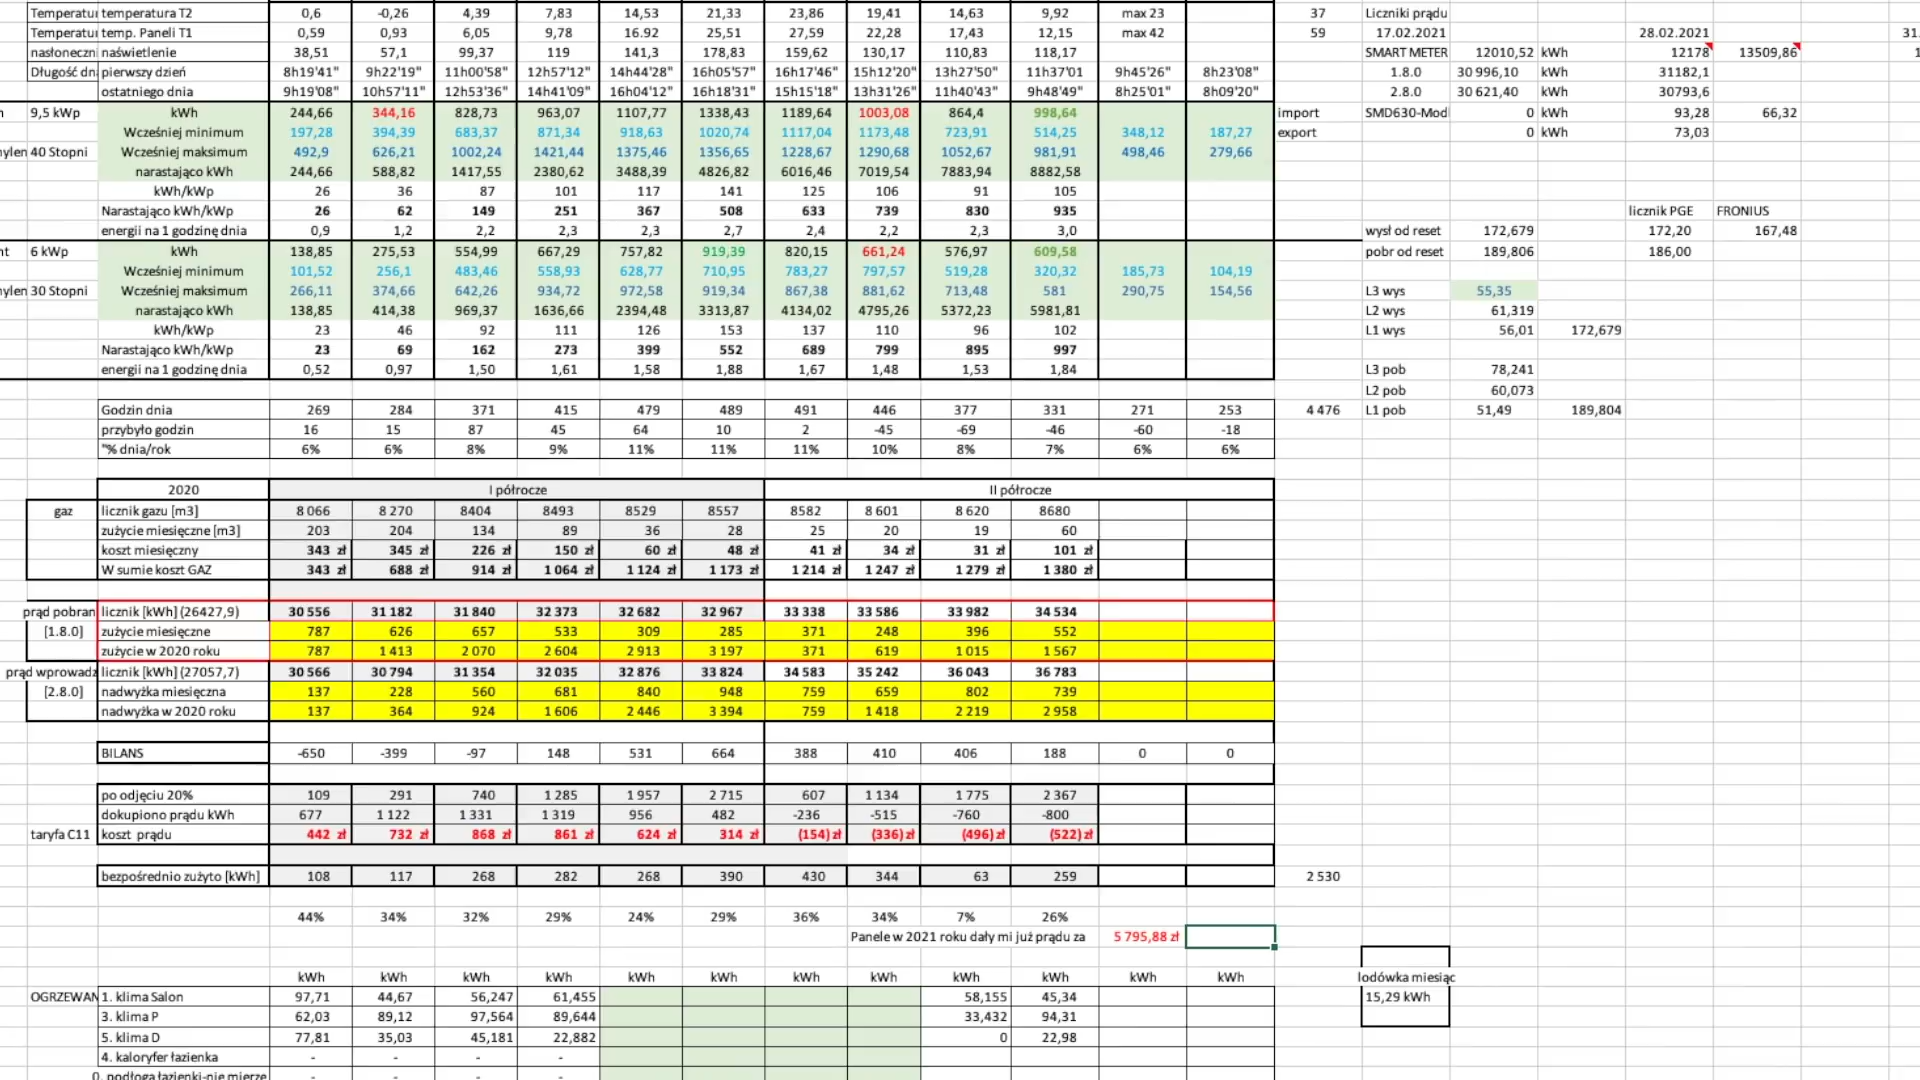 Temperatu temperatura T2 0,6 -0,26 4,39 7,83 14,53 21,33 23,86 19,41 14,63 9,92 max 23 37 Liczniki prądu
Temperatu temp. Paneli T1 0,59 0,93 6,05 9,78 16.92 25,51 27,59 22,28 17,43 12,15 max 42 59 17.02.2021 28.02.2021 31.
nasłoneczni naświetlenie 38,51 57,1 99,37 119 141,3 178,83 159,62 130,17 110,83 118,17 SMART METER 12010,52 kWh 12178 13509,86 1
Długość dni pierwszy dzień 8h19'41" 9h22'19" 11h00'58" 12h57'12" 14h44'28" 16h05'57" 16h17'46" 15h12'20" 13h27'50" 11h37'01 9h45'26" 8h23'08" 1.8.0 30 996,10 kWh 31182,1
ostatniego dnia 9h19'08" 10h57'11" 12h53'36" 14h41'09" 16h04'12" 16h18'31" 15h15'18" 13h31'26" 11h40'43" 9h48'49" 8h25'01" 8h09'20" 2.8.0 30 621,40 kWh 30793,6
9,5 kWp kWh 244,66 344,16 828,73 963,07 1107,77 1338,43 1189,64 1003,08 864,4 998,64 import SMD630-Mod 0 kWh 93,28 66,32
Wcześniej minimum 197,28 394,39 683,37 871,34 918,63 1020,74 1117,04 1173,48 723,91 514,25 348,12 187,27 export 0 kWh 73,03
ylen 40 Stopni Wcześniej maksimum 492,9 626,21 1002,24 1421,44 1375,46 1356,65 1228,67 1290,68 1052,67 981,91 498,46 279,66
narastająco kWh 244,66 588,82 1417,55 2380,62 3488,39 4826,82 6016,46 7019,54 7883,94 8882,58
kWh/kWp 26 36 87 101 117 141 125 106 91 105
Narastająco kWh/kWp 26 62 149 251 367 508 633 739 830 935 licznik PGE FRONIUS
energii na 1 godzinę dnia 0,9 1,2 2,2 2,3 2,3 2,7 2,4 2,2 2,3 3,0 wysł od reset 172,679 172,20 167,48
nt 6 kWp kWh 138,85 275,53 554,99 667,29 757,82 919,39 820,15 661,24 576,97 609,58 pobr od reset 189,806 186,00
Wcześniej minimum 101,52 256,1 483,46 558,93 628,77 710,95 783,27 797,57 519,28 320,32 185,73 104,19
ylen 30 Stopni Wcześniej maksimum 266,11 374,66 642,26 934,72 972,58 919,34 867,38 881,62 713,48 581 290,75 154,56 L3 wys 55,35
narastająco kWh 138,85 414,38 969,37 1636,66 2394,48 3313,87 4134,02 4795,26 5372,23 5981,81 L2 wys 61,319
kWh/kWp 23 46 92 111 126 153 137 110 96 102 L1 wys 56,01 172,679
Narastająco kWh/kWp 23 69 162 273 399 552 689 799 895 997
energii na 1 godzinę dnia 0,52 0,97 1,50 1,61 1,58 1,88 1,67 1,48 1,53 1,84 L3 pob 78,241
L2 pob 60,073
Godzin dnia 269 284 371 415 479 489 491 446 377 331 271 253 4 476 L1 pob 51,49 189,804
przybyło godzin 16 15 87 45 64 10 2 -45 -69 -46 -60 -18
"% dnia/rok 6% 6% 8% 9% 11% 11% 11% 10% 8% 7% 6% 6%
2020 I półrocze II półrocze
gaz licznik gazu [m3] 8 066 8 270 8404 8493 8529 8557 8582 8 601 8 620 8680
zużycie miesięczne [m3] 203 204 134 89 36 28 25 20 19 60
koszt miesięczny 343 zł 345 zł 226 zł 150 zł 60 zł 48 zł 41 zł 34 zł 31 zł 101 zł
W sumie koszt GAZ 343 zł 688 zł 914 zł 1 064 zł 1 124 zł 1 173 zł 1 214 zł 1 247 zł 1 279 zł 1 380 zł
prąd pobran licznik [kWh] (26427,9) 30 556 31 182 31 840 32 373 32 682 32 967 33 338 33 586 33 982 34 534
[1.8.0] zużycie miesięczne 787 626 657 533 309 285 371 248 396 552
zużycie w 2020 roku 787 1 413 2 070 2 604 2 913 3 197 371 619 1 015 1 567
prąd wprowadz licznik [kWh] (27057,7) 30 566 30 794 31 354 32 035 32 876 33 824 34 583 35 242 36 043 36 783
[2.8.0] nadwyżka miesięczna 137 228 560 681 840 948 759 659 802 739
nadwyżka w 2020 roku 137 364 924 1 606 2 446 3 394 759 1 418 2 219 2 958
BILANS -650 -399 -97 148 531 664 388 410 406 188 0 0
po odjęciu 20% 109 291 740 1 285 1 957 2 715 607 1 134 1 775 2 367
dokupiono prądu kWh 677 1 122 1 331 1 319 956 482 -236 -515 -760 -800
taryfa C11 koszt prądu 442 zł 732 zł 868 zł 861 zł 624 zł 314 zł (154) zł (336) zł (496) zł (522) zł
bezpośrednio zużyto [kWh] 108 117 268 282 268 390 430 344 63 259 2 530
44% 34% 32% 29% 24% 29% 36% 34% 7% 26%
Panele w 2021 roku dały mi już prądu za 5 795,88 zł
kWh kWh kWh kWh kWh kWh kWh kWh kWh kWh kWh kWh lodówka miesiąc
OGRZEWAN 1. klima Salon 97,71 44,67 56,247 61,455 58,155 45,34 15,29 kWh
3. klima P 62,03 89,12 97,564 89,644 33,432 94,31
5. klima D 77,81 35,03 45,181 22,882 0 22,98
4. kaloryfer łazienka - - - -
0. podłoga łazienki-nie mierzę - - - -